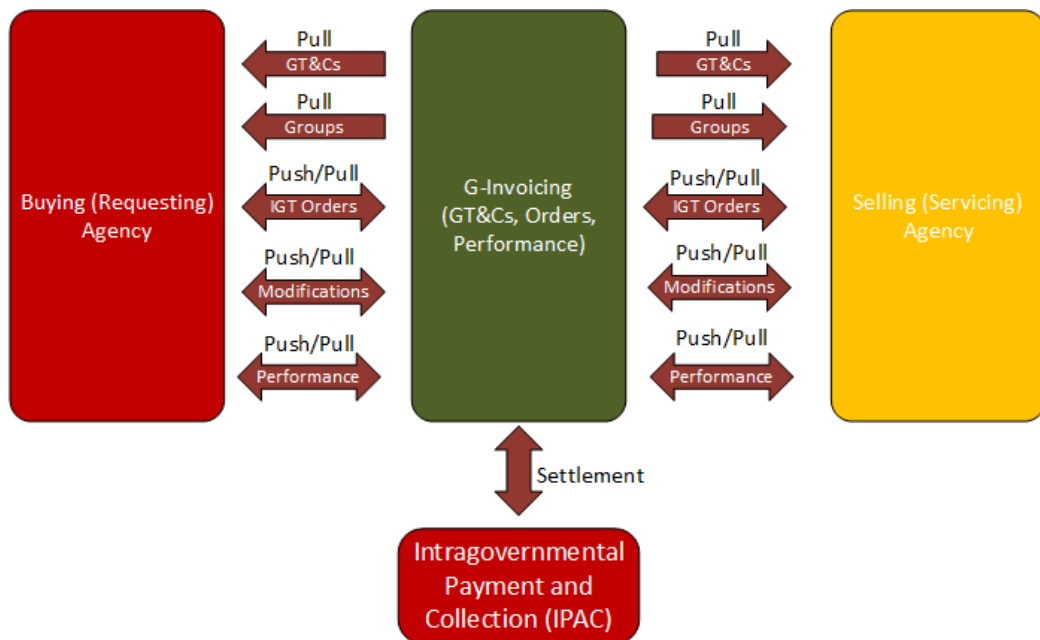 Pull
GT&Cs
Pull
Groups
Push/Pull
IGT Orders
Push/Pull
Modifications
Push/Pull
Performance
Buying (Requesting)
Agency
G-Invoicing
(GT&Cs, Orders,
Performance)
Pull
GT&Cs
Pull
Groups
Push/Pull
IGT Orders
Push/Pull
Modifications
Push/Pull
Performance
Selling (Servicing)
Agency
Settlement
Intragovernmental
Payment and
Collection (IPAC)